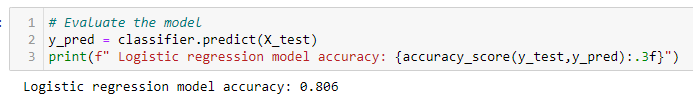 1 # Evaluate the model
2 y_pred = classifier.predict(X_test)
3 print(f" Logistic regression model accuracy: {accuracy_score(y_test,y_pred):.3f}")
Logistic regression model accuracy: 0.806